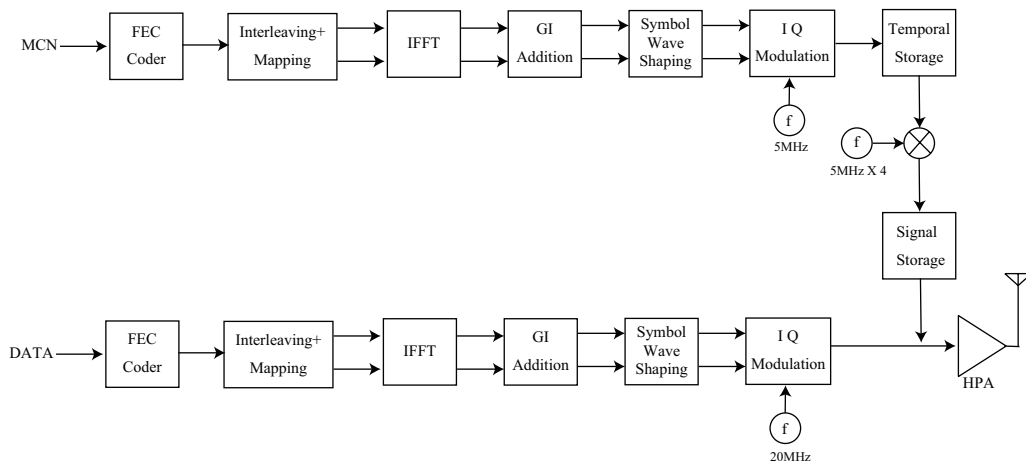 MCN
FEC
Coder
Interleaving+
Mapping
IFFT
GI
Addition
Symbol
Wave
Shaping
I Q
Modulation
Temporal
Storage
f
5MHz
f
5MHz X 4
Signal
Storage
DATA
FEC
Coder
Interleaving+
Mapping
IFFT
GI
Addition
Symbol
Wave
Shaping
I Q
Modulation
HPA
f
20MHz